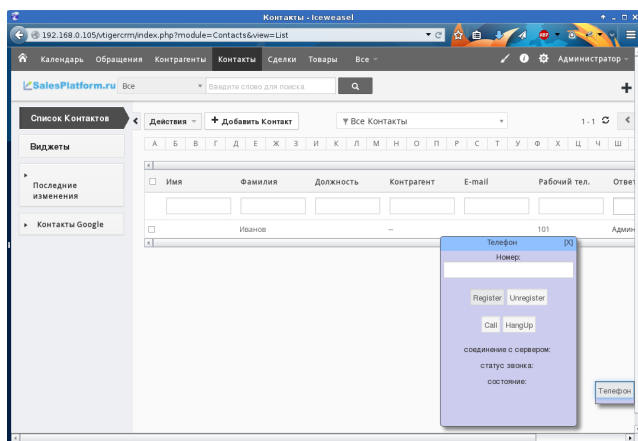 Контакты - Iceweasel
192.168.0.105/vtigercrm/index.php?module=Contacts&view=List
Календарь Обращения Контрагенты Контакты Сделки Товары Все Администратор
SalesPlatform.ru Все Введите слово для поиска
Список Контактов
Действия + Добавить Контакт Все Контакты 1 - 1
Виджеты
А Б В Г Д Е Ж З И К Л М Н О П Р С Т У Ф Х Ц Ч Ш
Последние
изменения
Имя Фамилия Должность Контрагент E-mail Рабочий тел. Ответ
Контакты Google
Иванов -- 101 Админ
Телефон [X]
Номер:
Register Unregister
Call HangUp
соединение с сервером:
статус звонка:
состояние:
Телефон